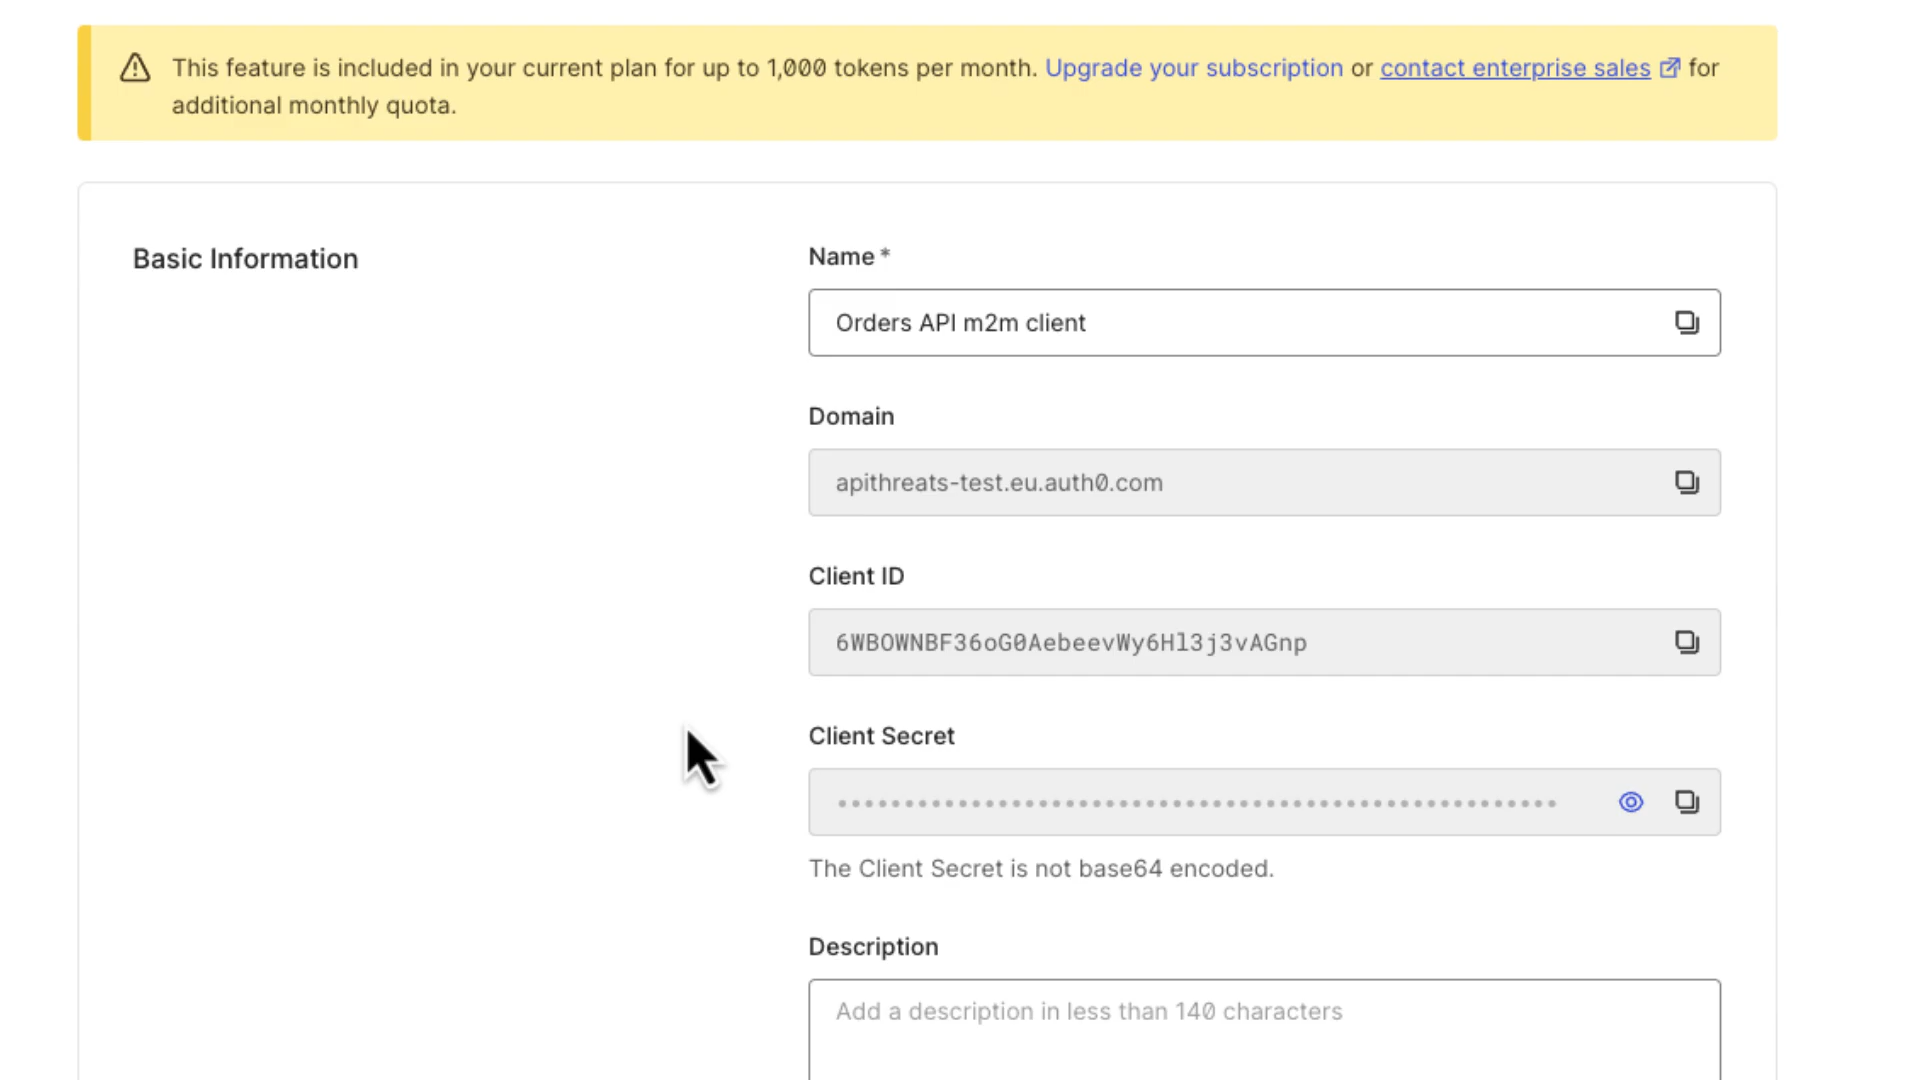 This feature is included in your current plan for up to 1,000 tokens per month. Upgrade your subscription or contact enterprise sales for
additional monthly quota.
Basic Information
Name *
Orders API m2m client
Domain
apithreats-test.eu.auth0.com
Client ID
6WBOWNBF36oG0AebeevWy6Hl3j3vAGnp
Client Secret
The Client Secret is not base64 encoded.
Description
Add a description in less than 140 characters